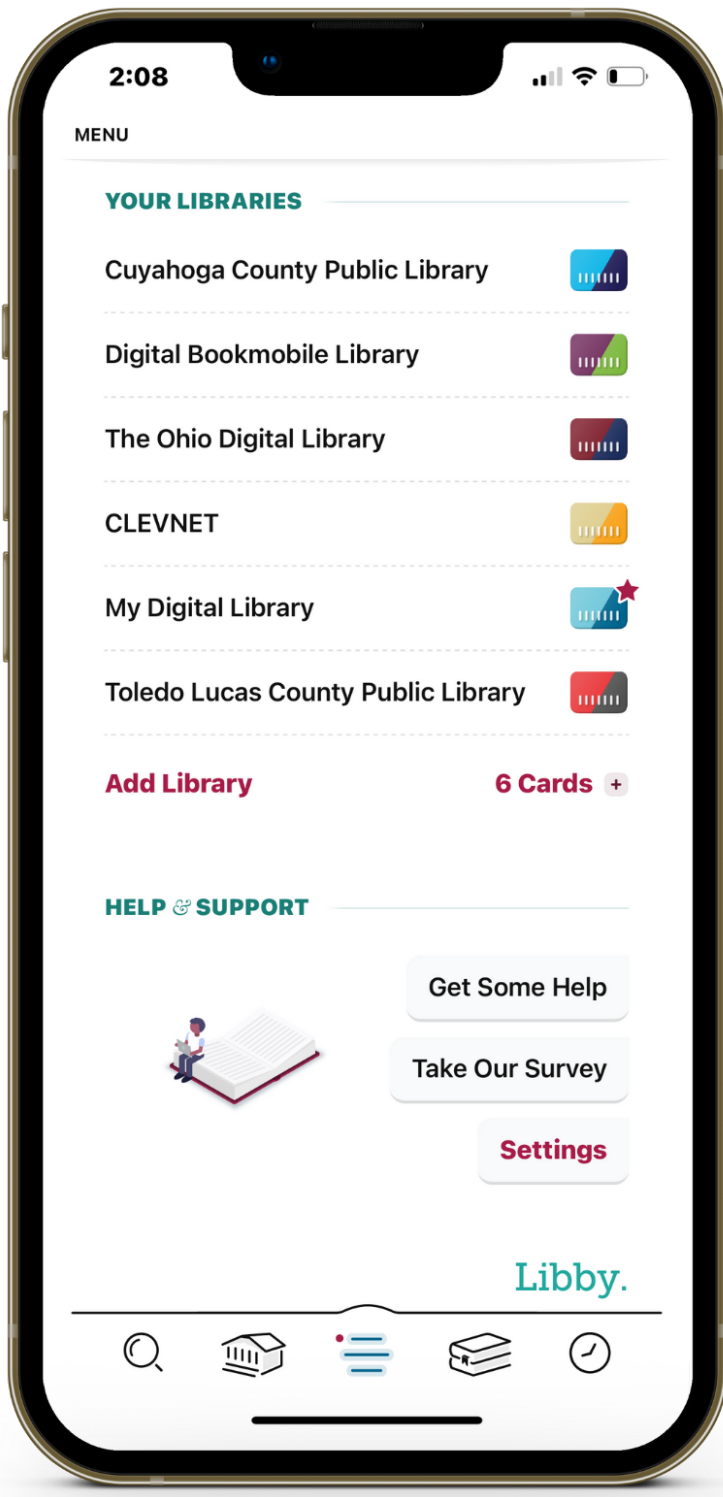 2:08
MENU
YOUR LIBRARIES
Cuyahoga County Public Library
Digital Bookmobile Library
The Ohio Digital Library
CLEVNET
My Digital Library
Toledo Lucas County Public Library
Add Library 6 Cards +
HELP & SUPPORT
Get Some Help
Take Our Survey
Settings
Libby.